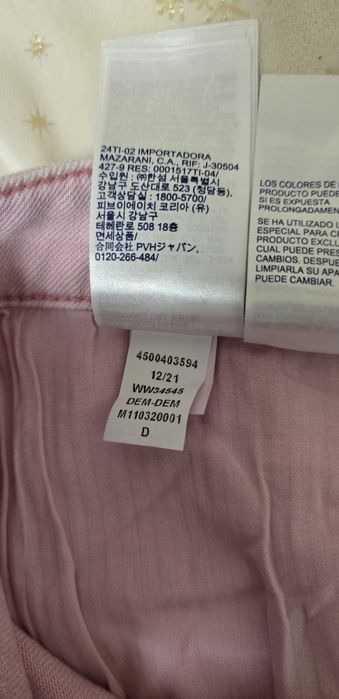 24TI-02 IMPORTADORA
MAZARANI, C.A., RIF: J-30504
427-9 RES: 0001517TI-04/
수입원 : ㈜한섬 서울특별시
강남구 도산대로 523 (청담동),
고객상담실 : 1800-5700/
피브이에이치 코리아 (유)
서울시 강남구
테헤란로 508 18층
면세상품/
合同会社 PVHジャパン,
0120-266-484/
LOS COLORES DE
PRODUCTO PUEDE
SI ES EXPUESTA
PROLONGADAMEN
SE HA UTILIZADO U
ESPECIAL PARA CR
PRODUCTO EXCLU
CUAL PUEDE PRESE
CAMBIOS. DESPUE
LIMPIARLA SU APA
PUEDE CAMBIAR.
4500403594
12/21
WW34545
DEM-DEM
M110320001
D